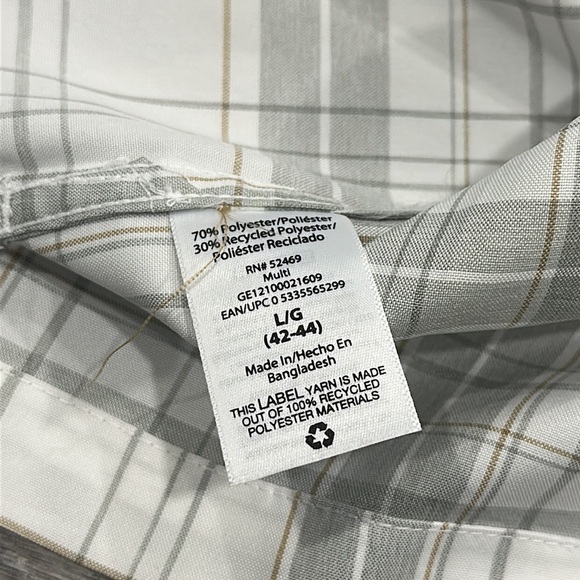 70% Polyester/Poliéster
30% Recycled Polyester/
Poliéster Reciclado
RN# 52469
Multi
GE12100021609
EAN/UPC 0 5335565299
L/G
(42-44)
Made In/Hecho En
Bangladesh
THIS LABEL YARN IS MADE
OUT OF 100% RECYCLED
POLYESTER MATERIALS